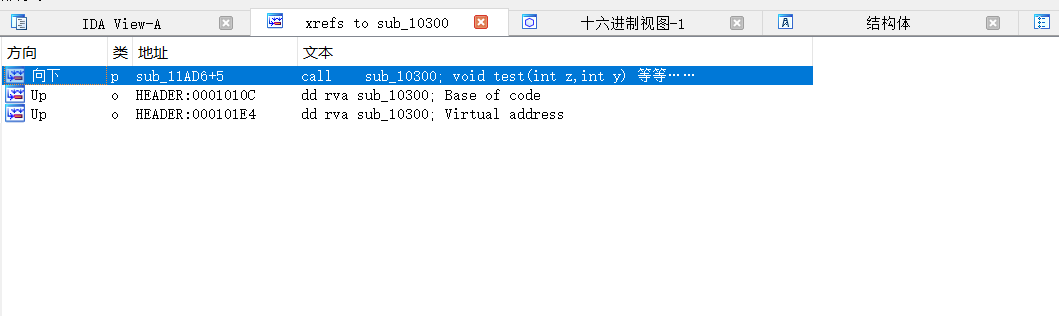 IDA View-A xrefs to sub_10300 十六进制视图-1 结构体
方向 类 地址 文本
向下 p sub_11AD6+5 call sub_10300; void test(int z,int y) 等等……
Up o HEADER:0001010C dd rva sub_10300; Base of code
Up o HEADER:000101E4 dd rva sub_10300; Virtual address